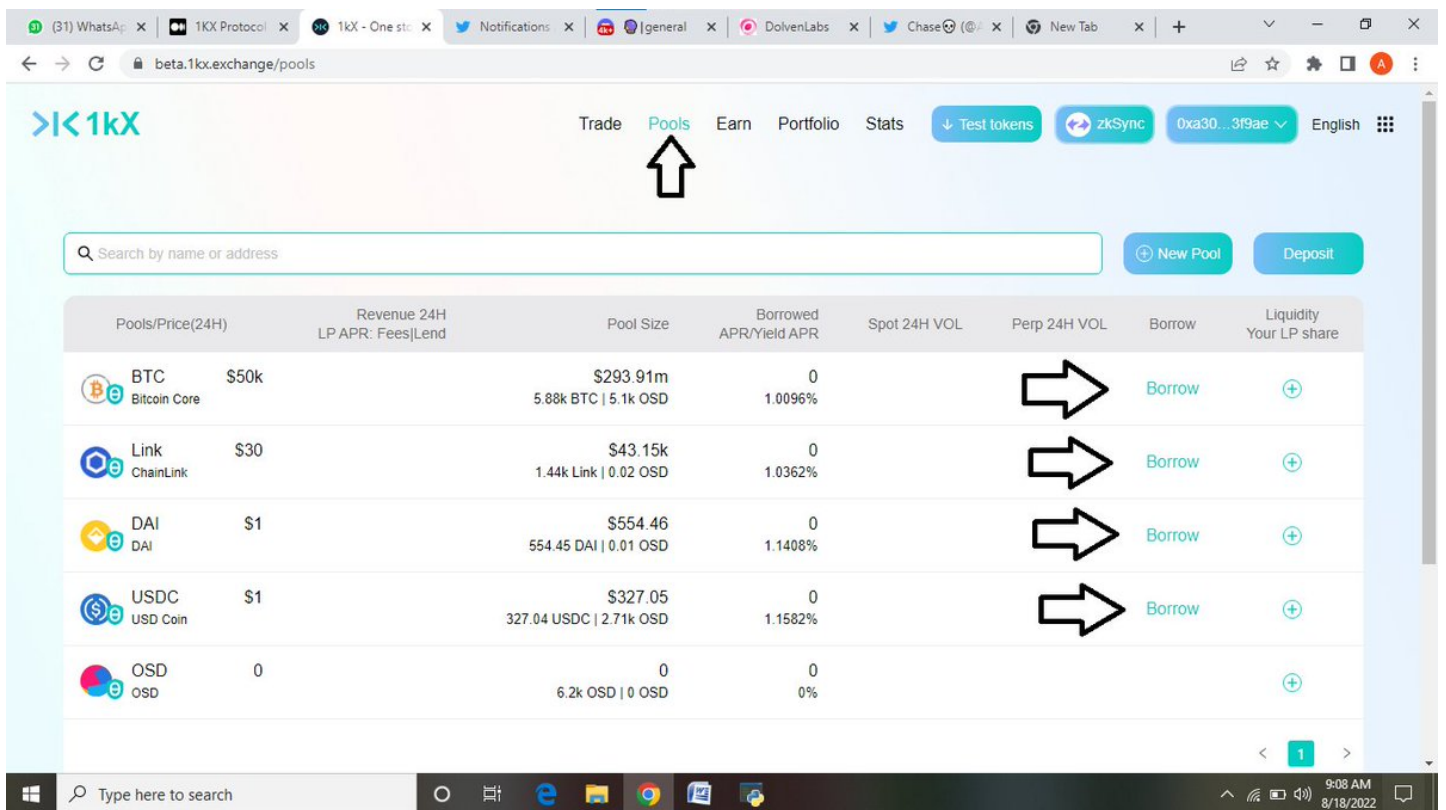 (31) WhatsAp
1KX Protocol
1kX - One sto
Notifications
|general
DolvenLabs
Chase
New Tab
beta.1kx.exchange/pools
A
1kX
Trade
Pools
Earn
Portfolio
Stats
Test tokens
zkSync
0xa30...3f9ae
English
Search by name or address
New Pool
Deposit
Pools/Price(24H)
Revenue 24H
LP APR: Fees|Lend
Pool Size
Borrowed
APR/Yield APR
Spot 24H VOL
Perp 24H VOL
Borrow
Liquidity
Your LP share
BTC $50k $293.91m 0 Borrow
Bitcoin Core 5.88k BTC | 5.1k OSD 1.0096%
Link $30 $43.15k 0 Borrow
ChainLink 1.44k Link | 0.02 OSD 1.0362%
DAI $1 $554.46 0 Borrow
DAI 554.45 DAI | 0.01 OSD 1.1408%
USDC $1 $327.05 0 Borrow
USD Coin 327.04 USDC | 2.71k OSD 1.1582%
OSD 0 0 0
OSD 6.2k OSD | 0 OSD 0%
< 1 >
Type here to search
9:08 AM
8/18/2022